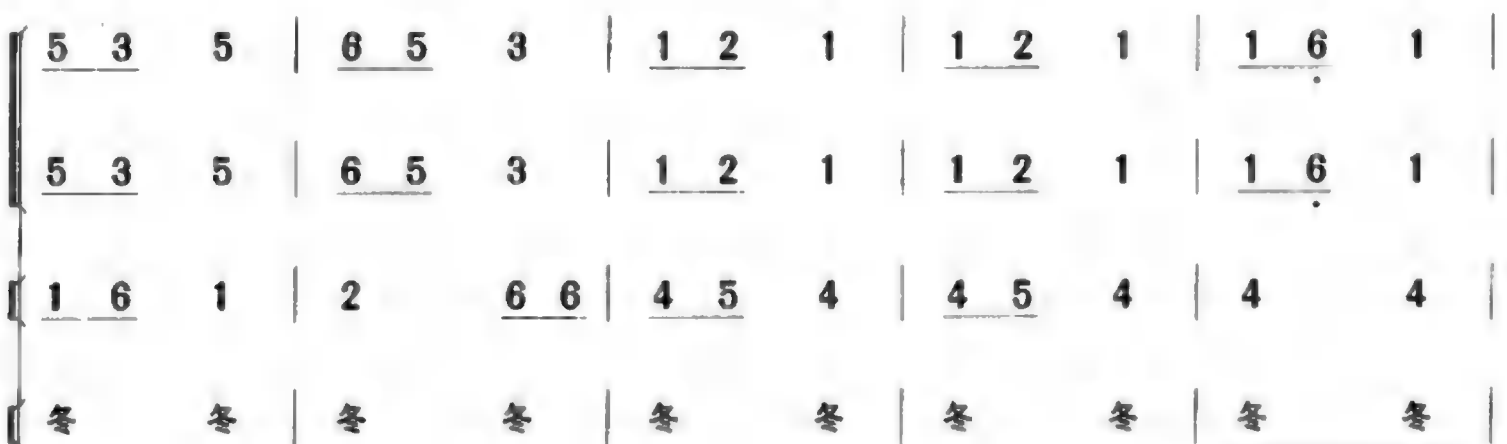 5 3 5 | 6 5 3 | 1 2 1 | 1 2 1 | 1 6̣ 1 |
5 3 5 | 6 5 3 | 1 2 1 | 1 2 1 | 1 6̣ 1 |
1 6 1 | 2 6 6 | 4 5 4 | 4 5 4 | 4 4 |
冬 冬 | 冬 冬 | 冬 冬 | 冬 冬 | 冬 冬 |